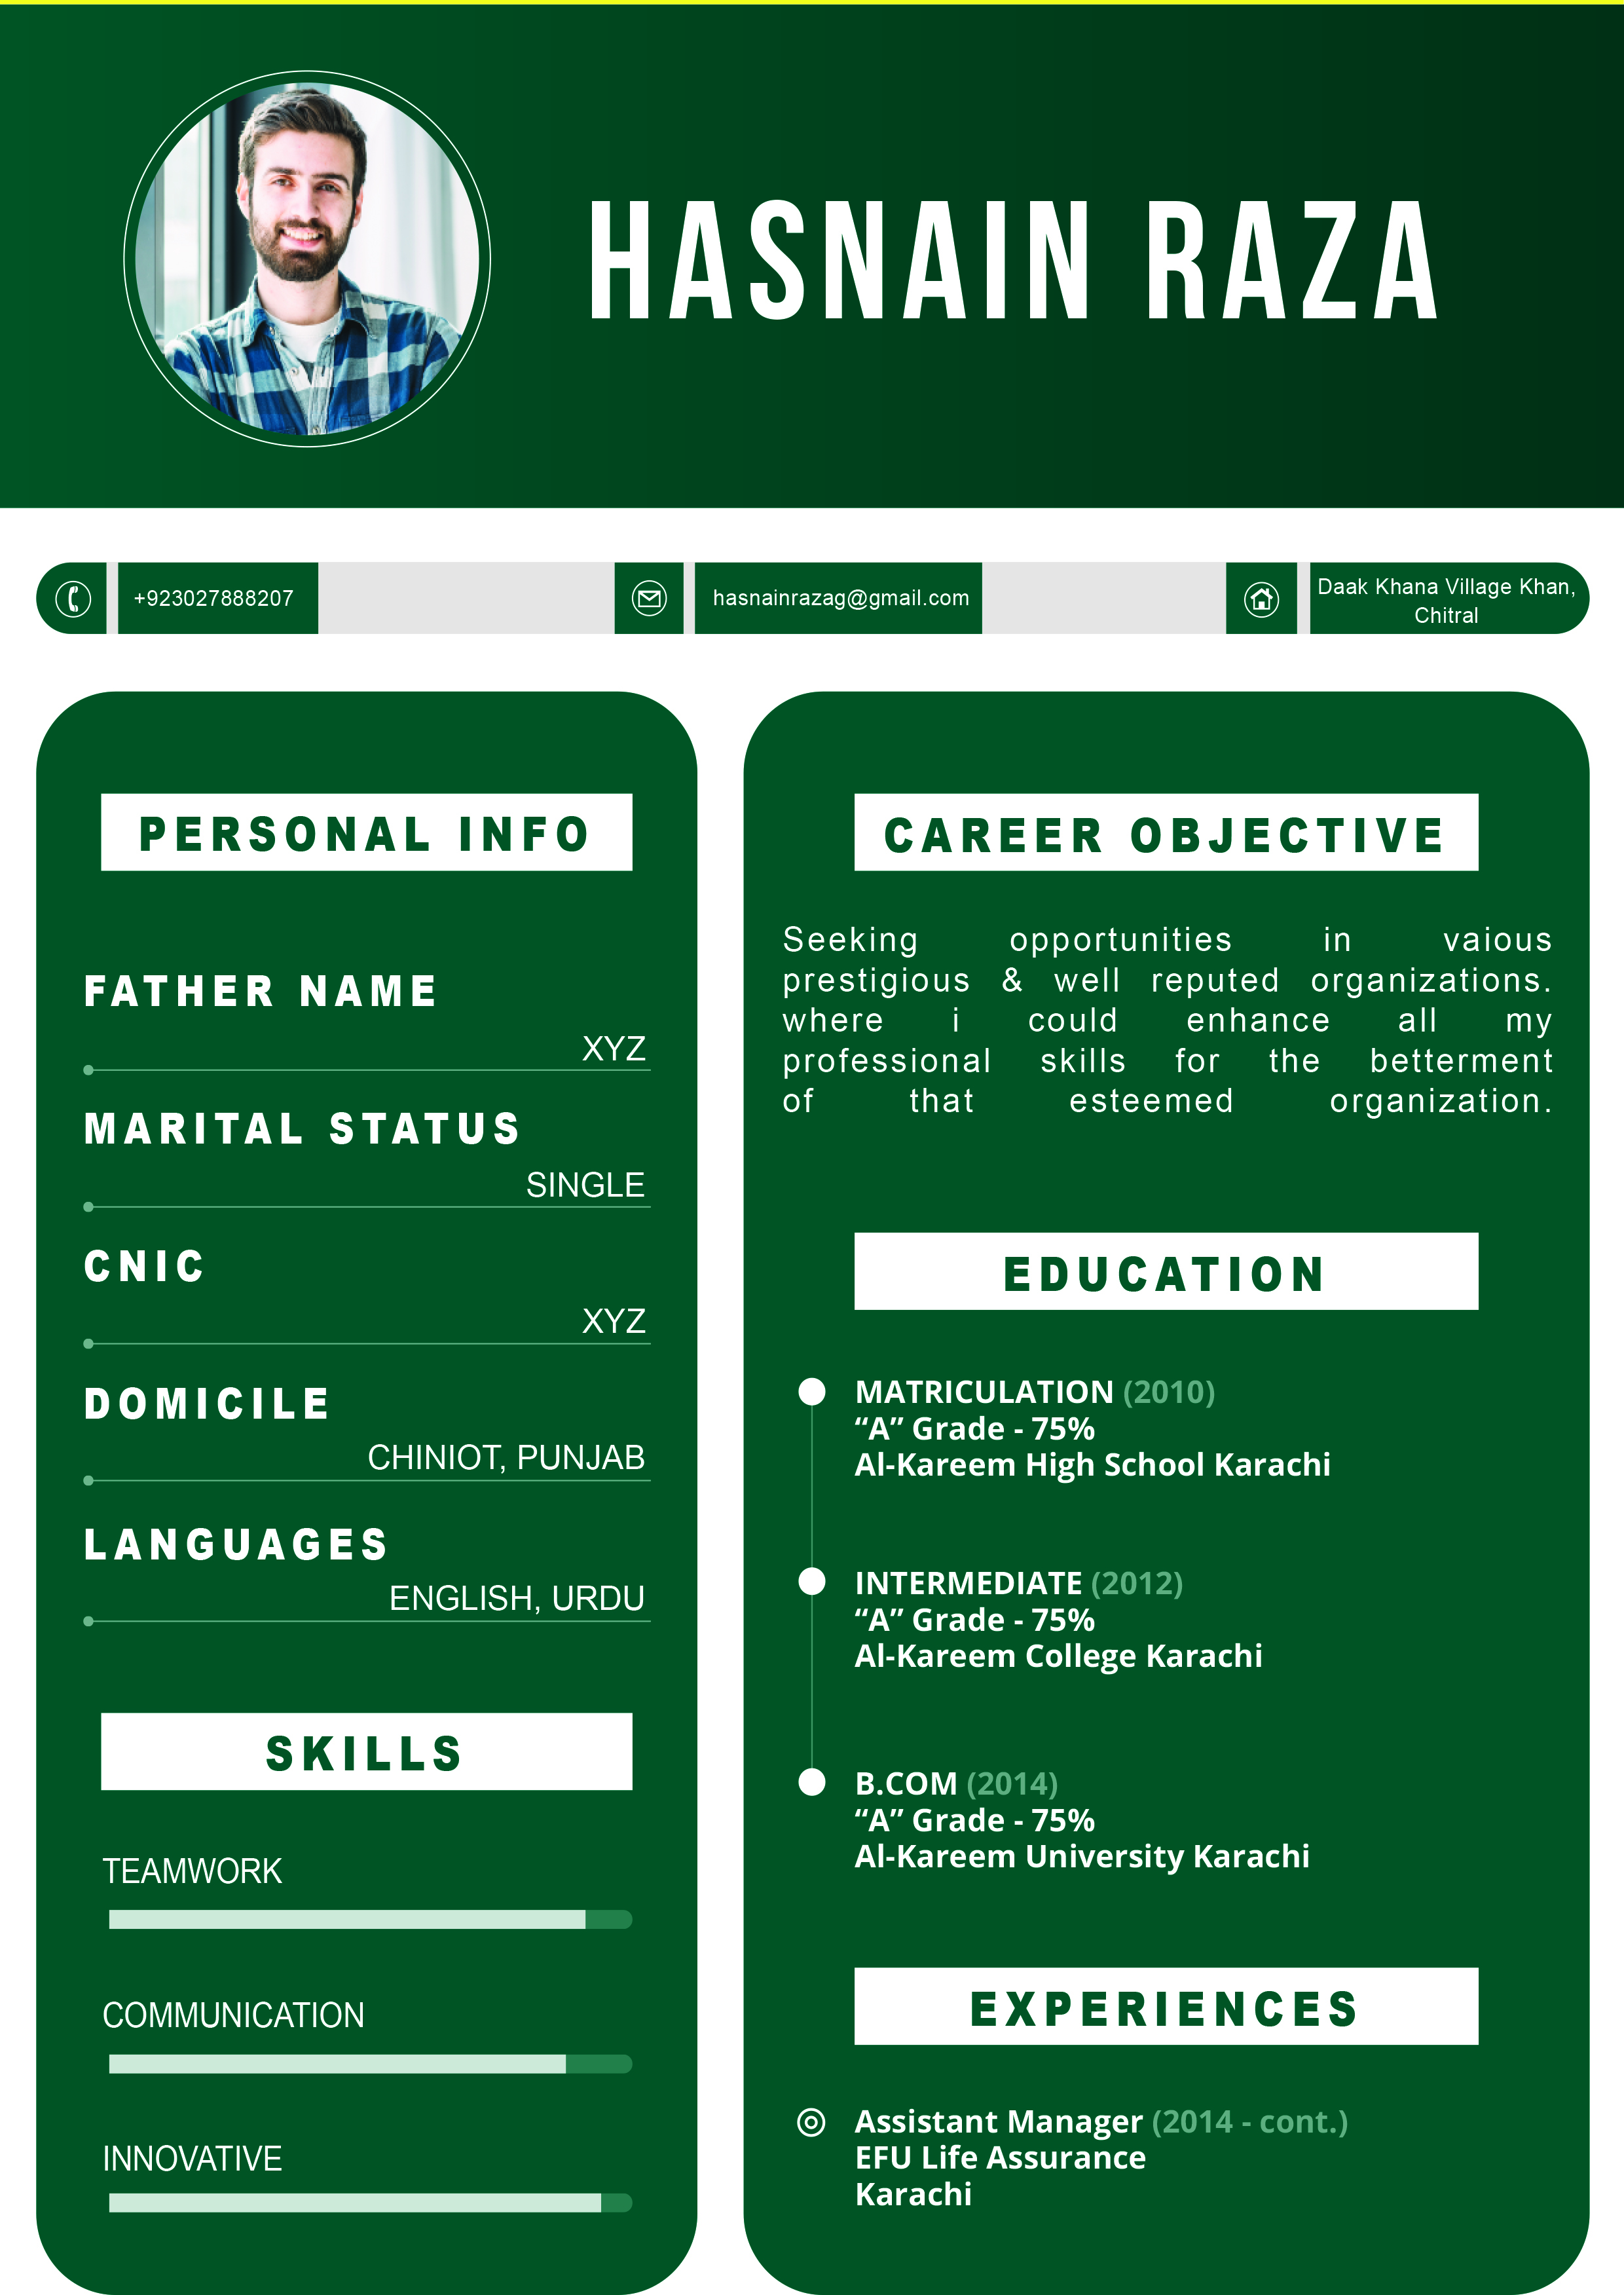 HASNAIN RAZA
+923027888207
hasnainrazag@gmail.com
Daak Khana Village Khan,
Chitral
PERSONAL INFO
FATHER NAME
XYZ
MARITAL STATUS
SINGLE
CNIC
XYZ
DOMICILE
CHINIOT, PUNJAB
LANGUAGES
ENGLISH, URDU
SKILLS
TEAMWORK
COMMUNICATION
INNOVATIVE
CAREER OBJECTIVE
Seeking opportunities in vaious
prestigious & well reputed organizations.
where i could enhance all my
professional skills for the betterment
of that esteemed organization.
EDUCATION
MATRICULATION (2010)
“A” Grade - 75%
Al-Kareem High School Karachi
INTERMEDIATE (2012)
“A” Grade - 75%
Al-Kareem College Karachi
B.COM (2014)
“A” Grade - 75%
Al-Kareem University Karachi
EXPERIENCES
Assistant Manager (2014 - cont.)
EFU Life Assurance
Karachi